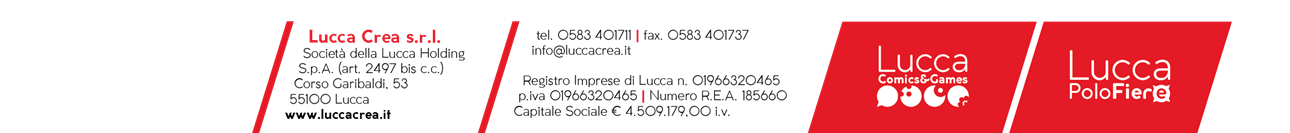 Lucca Crea s.r.l.
Società della Lucca Holding
S.p.A. (art. 2497 bis c.c.)
Corso Garibaldi, 53
55100 Lucca
www.luccacrea.it
tel. 0583 401711 | fax. 0583 401737
info@luccacrea.it
Registro Imprese di Lucca n. 01966320465
p.iva 01966320465 | Numero R.E.A. 185660
Capitale Sociale € 4.509.179,00 i.v.
Lucca
Comics&Games
Lucca
PoloFiere